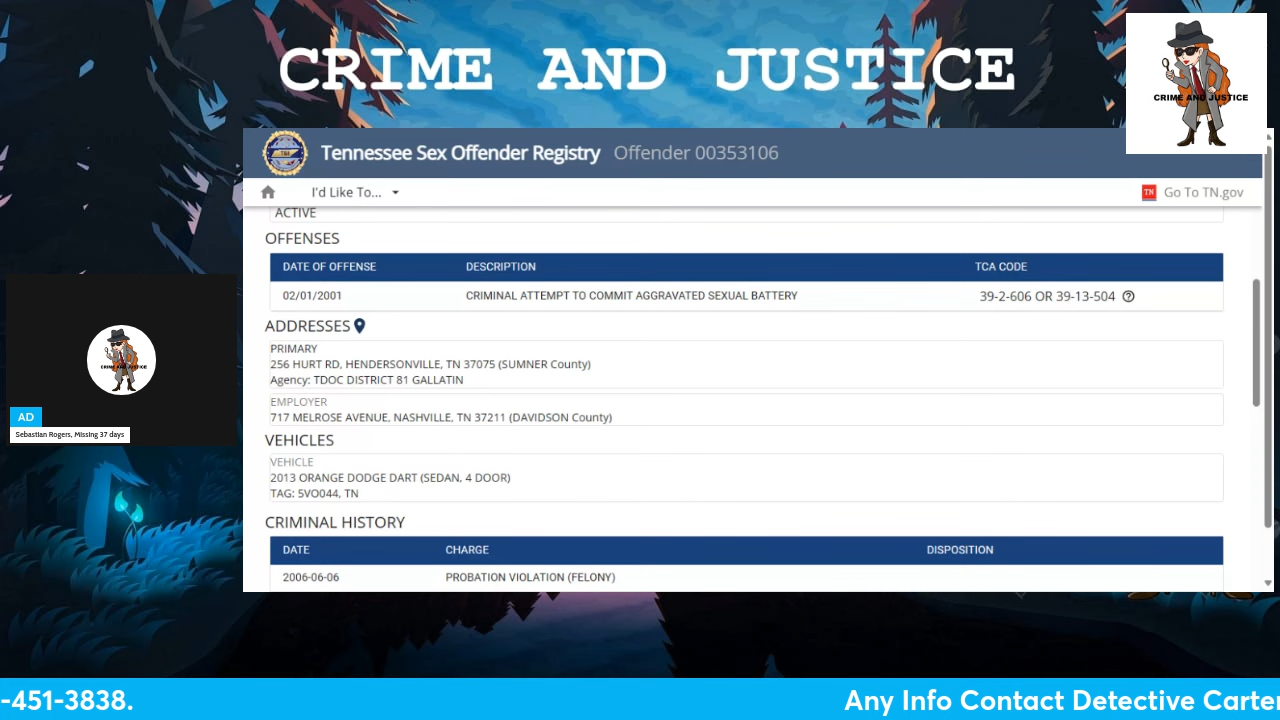 CRIME AND JUSTICE
CRIME AND JUSTICE
Tennessee Sex Offender Registry Offender 00353106
I'd Like To...
TN Go To TN.gov
ACTIVE
OFFENSES
DATE OF OFFENSE DESCRIPTION TCA CODE
02/01/2001 CRIMINAL ATTEMPT TO COMMIT AGGRAVATED SEXUAL BATTERY 39-2-606 OR 39-13-504
ADDRESSES
PRIMARY
256 HURT RD, HENDERSONVILLE, TN 37075 (SUMNER County)
Agency: TDOC DISTRICT 81 GALLATIN
EMPLOYER
717 MELROSE AVENUE, NASHVILLE, TN 37211 (DAVIDSON County)
VEHICLES
VEHICLE
2013 ORANGE DODGE DART (SEDAN, 4 DOOR)
TAG: 5VO044, TN
CRIMINAL HISTORY
DATE CHARGE DISPOSITION
2006-06-06 PROBATION VIOLATION (FELONY)
CRIME AND JUSTICE
AD
Sebastian Rogers, Missing 37 days
-451-3838. Any Info Contact Detective Carter